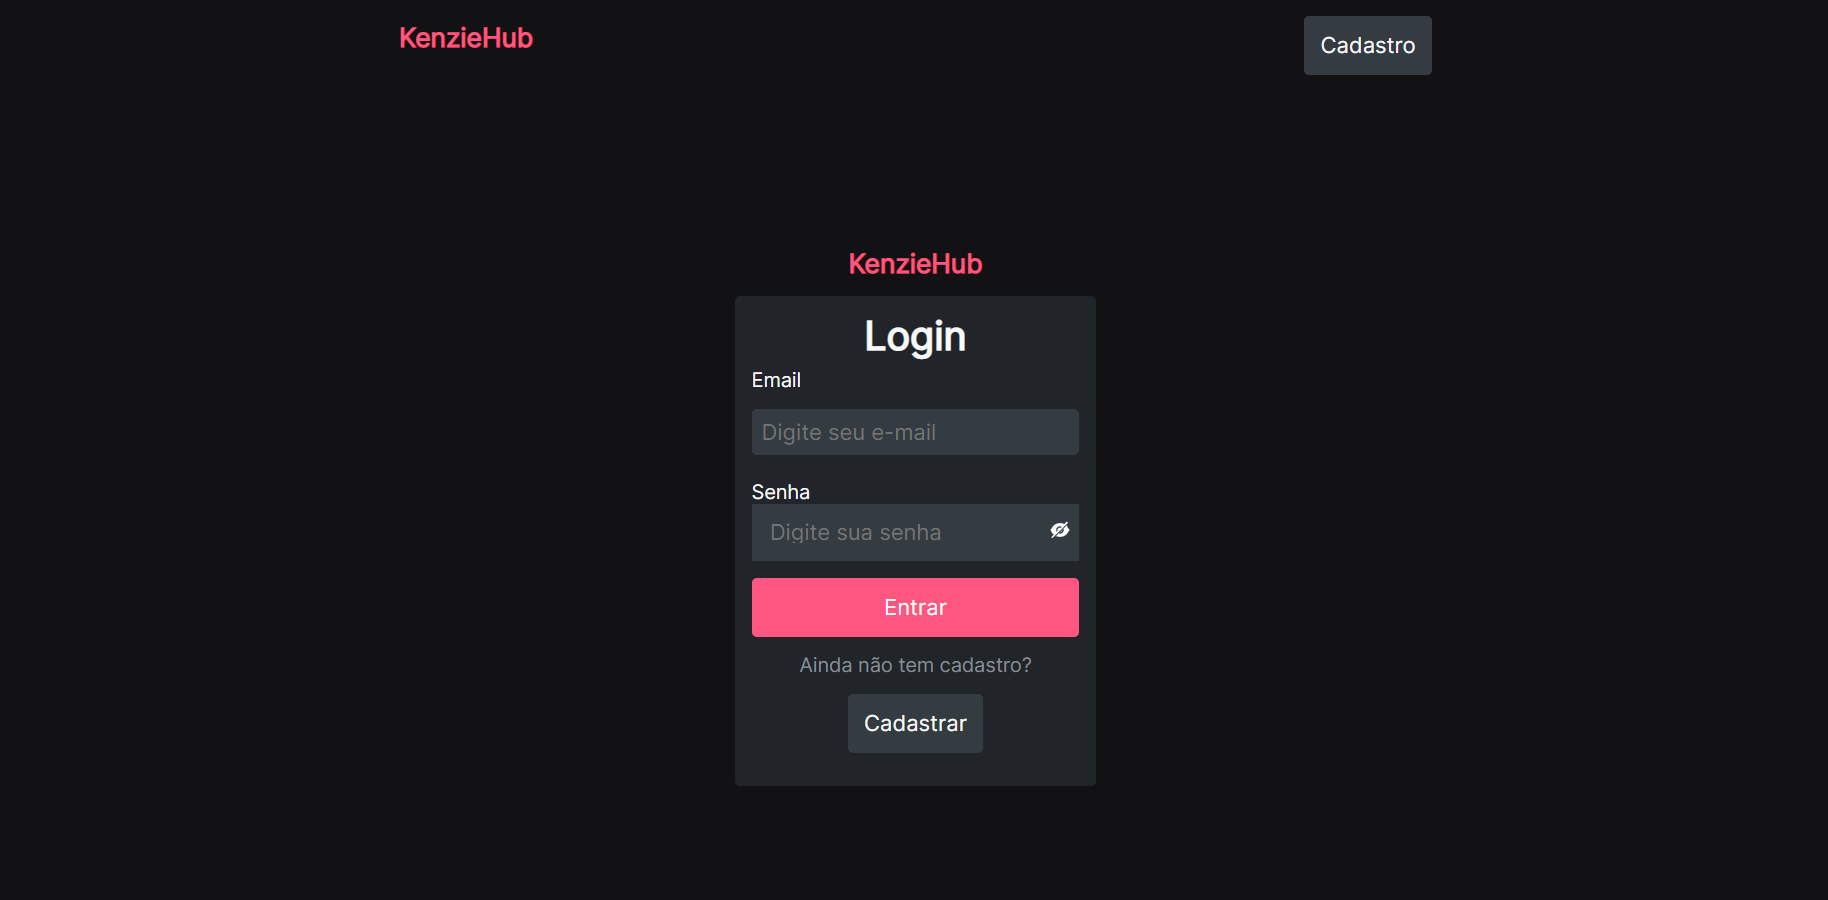 KenzieHub
Cadastro
KenzieHub
Login
Email
Digite seu e-mail
Senha
Digite sua senha
Entrar
Ainda não tem cadastro?
Cadastrar